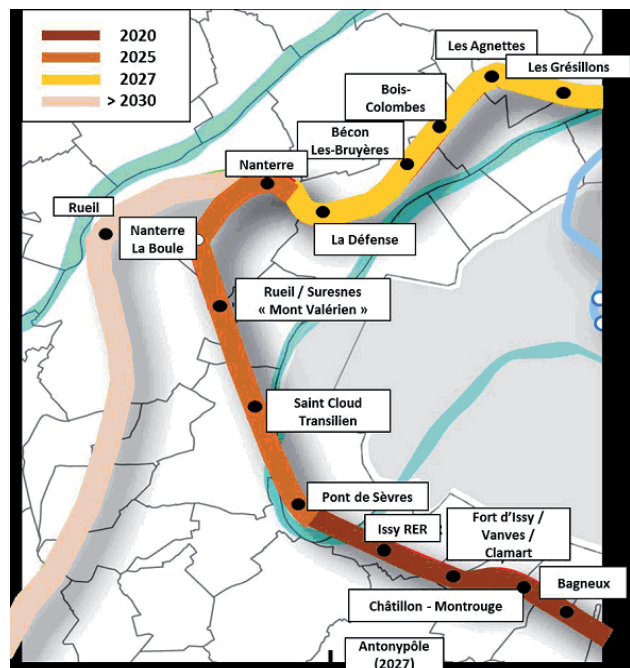 2020
2025
2027
> 2030
Les Agnettes
Les Grésillons
Bois-
Colombes
Bécon
Les-Bruyères
Nanterre
Rueil
Nanterre
La Boule
La Défense
Rueil / Suresnes
« Mont Valérien »
Saint Cloud
Transilien
Pont de Sèvres
Issy RER
Fort d’Issy /
Vanves /
Clamart
Bagneux
Châtillon - Montrouge
Antonypôle
(2027)